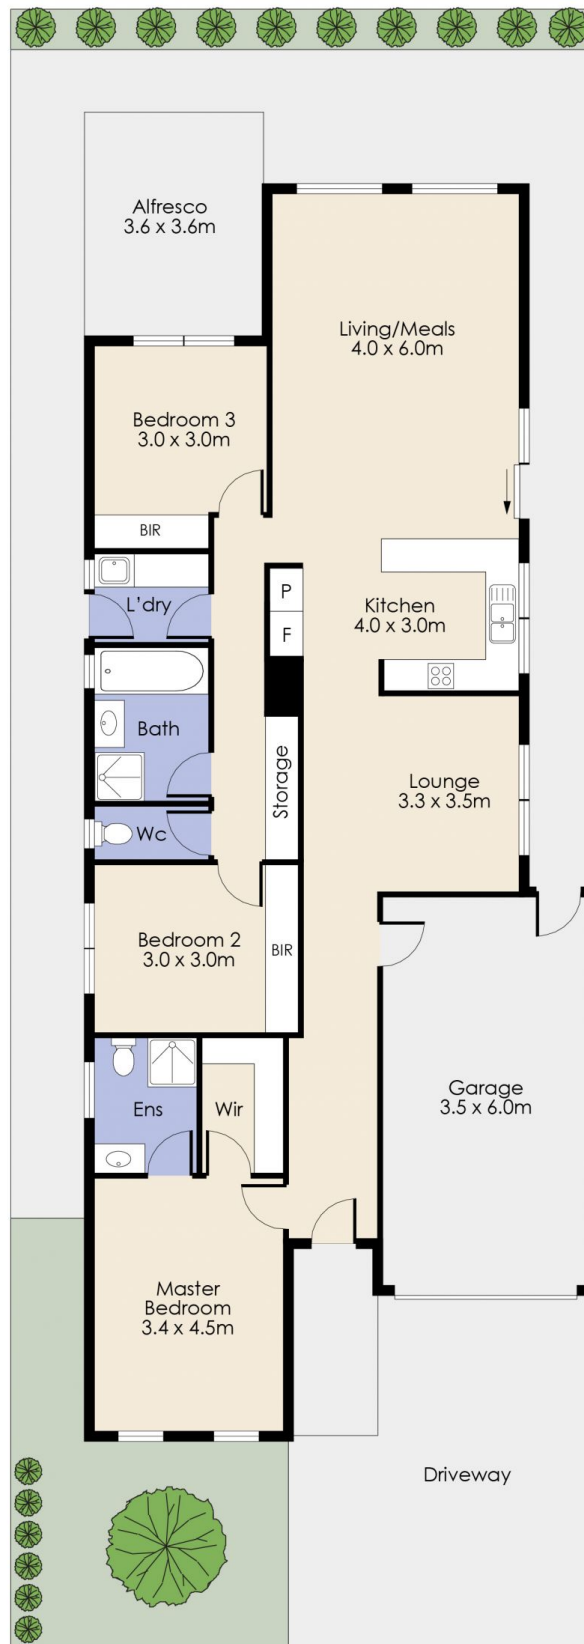 Alfresco
3.6 x 3.6m
Living/Meals
4.0 x 6.0m
Bedroom 3
3.0 x 3.0m
BIR
L'dry
P
F
Kitchen
4.0 x 3.0m
Bath
Storage
Lounge
3.3 x 3.5m
Wc
Bedroom 2
3.0 x 3.0m
BIR
Ens
Wir
Garage
3.5 x 6.0m
Master
Bedroom
3.4 x 4.5m
Driveway